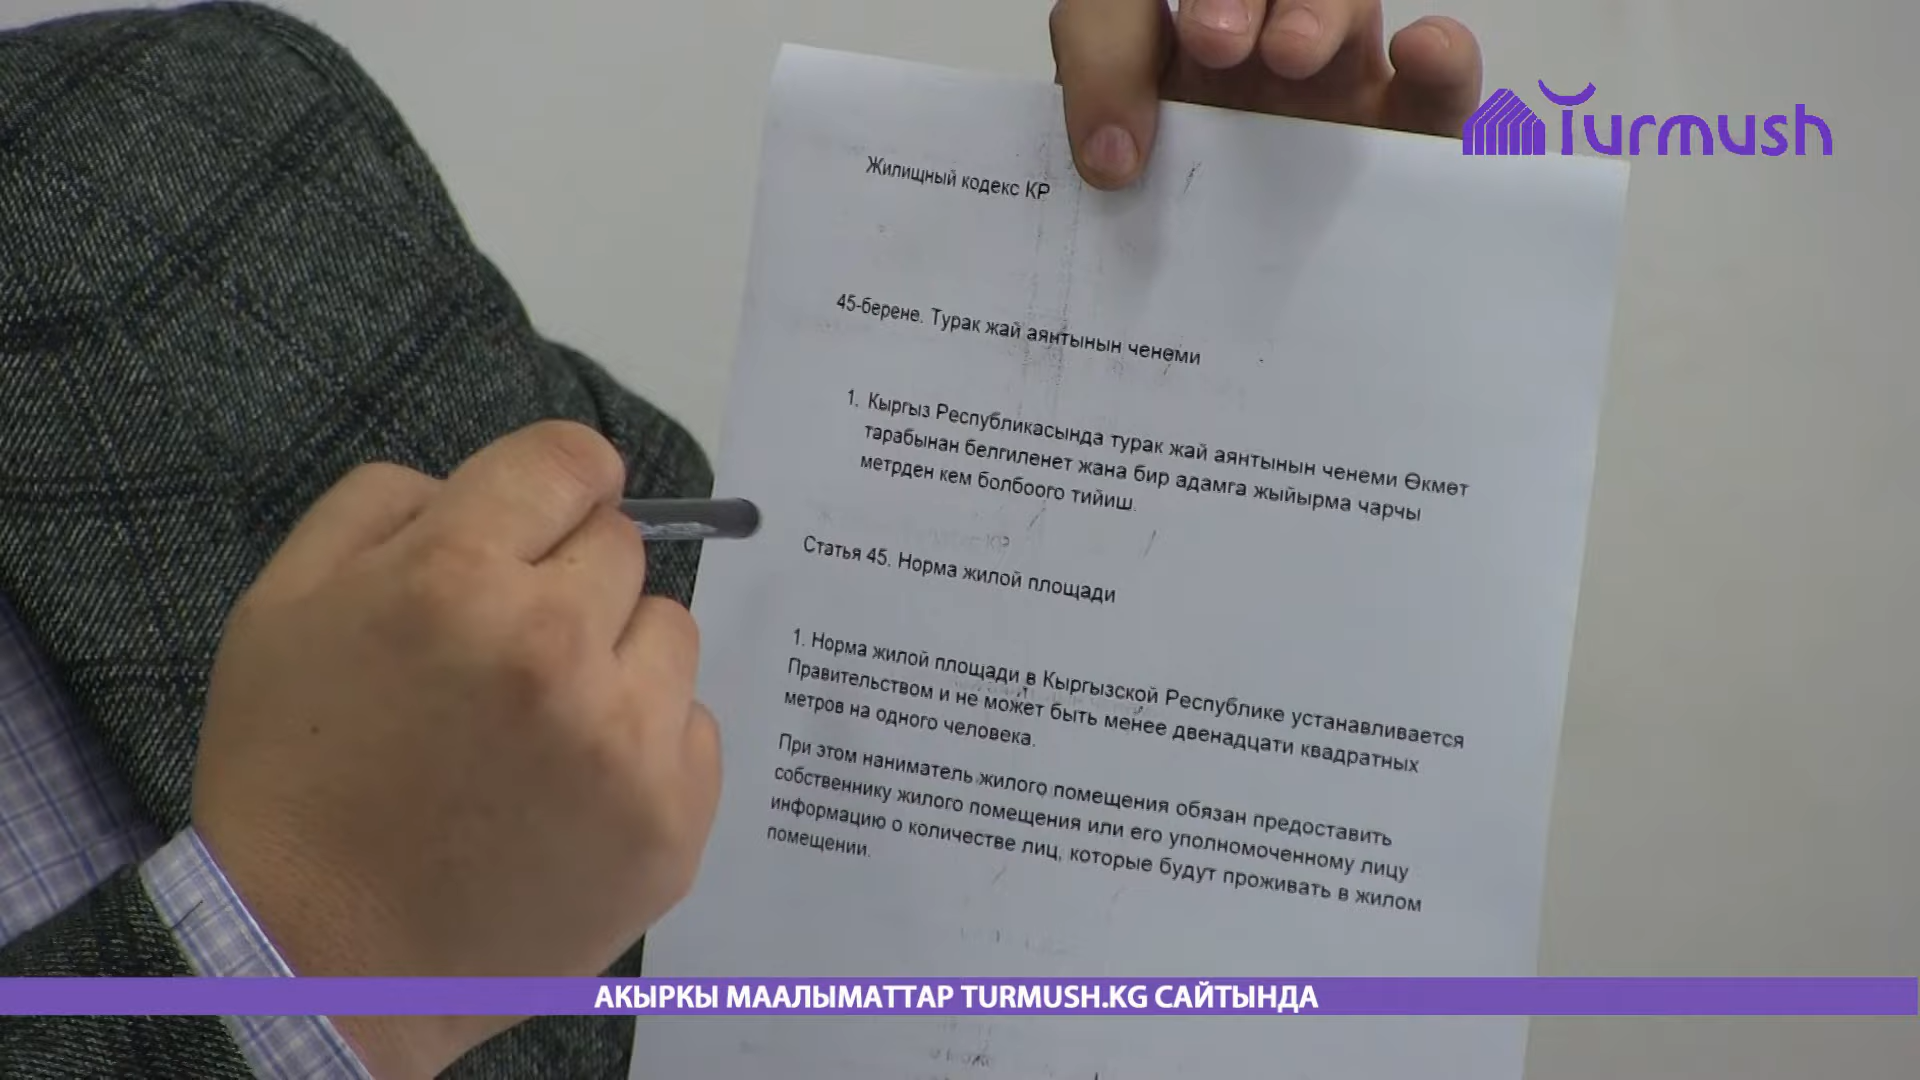 Turmush
Жилищный кодекс КР
45-берене. Турак жай аянтынын ченөми
1. Кыргыз Республикасында турак жай аянтынын ченеми Өкмөт
тарабынан белгиленет жана бир адамга жыйырма чарчы
метрден кем болбоого тийиш.
Статья 45. Норма жилой площади
1. Норма жилой площади в Кыргызской Республике устанавливается
Правительством и не может быть менее двенадцати квадратных
метров на одного человека.
При этом наниматель жилого помещения обязан предоставить
собственнику жилого помещения или его уполномоченному лицу
информацию о количестве лиц, которые будут проживать в жилом
помещении.
АКЫРКЫ МААЛЫМАТТАР TURMUSH.KG САЙТЫНДА